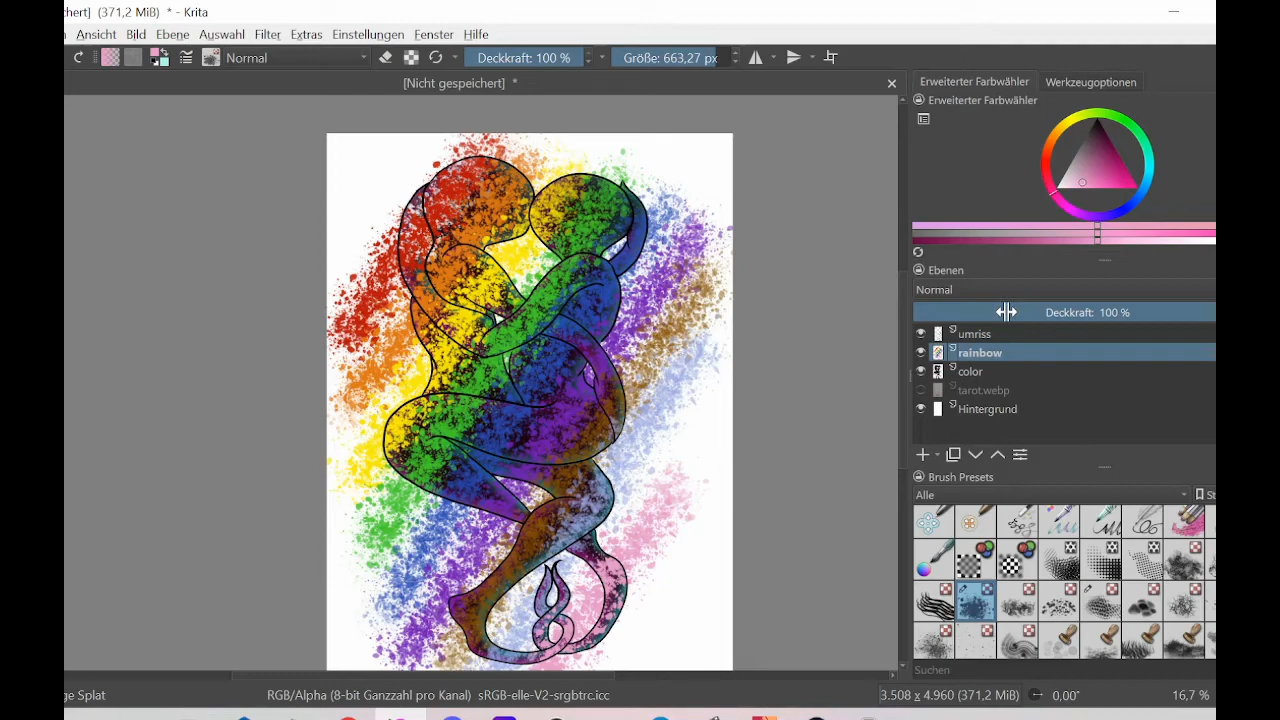 chert] (371,2 MiB) * - Krita
Ansicht Bild Ebene Auswahl Filter Extras Einstellungen Fenster Hilfe
Normal Deckkraft: 100 % Größe: 663,27 px
[Nicht gespeichert] *
Erweiterter Farbwähler Werkzeugoptionen
Erweiterter Farbwähler
Ebenen
Normal
Deckkraft: 100 %
umriss
rainbow
color
tarot.webp
Hintergrund
Brush Presets
Alle St
Suchen
ge Splat RGB/Alpha (8-bit Ganzzahl pro Kanal) sRGB-elle-V2-srgbtrc.icc 3.508 x 4.960 (371,2 MiB) 0,00° 16,7 %